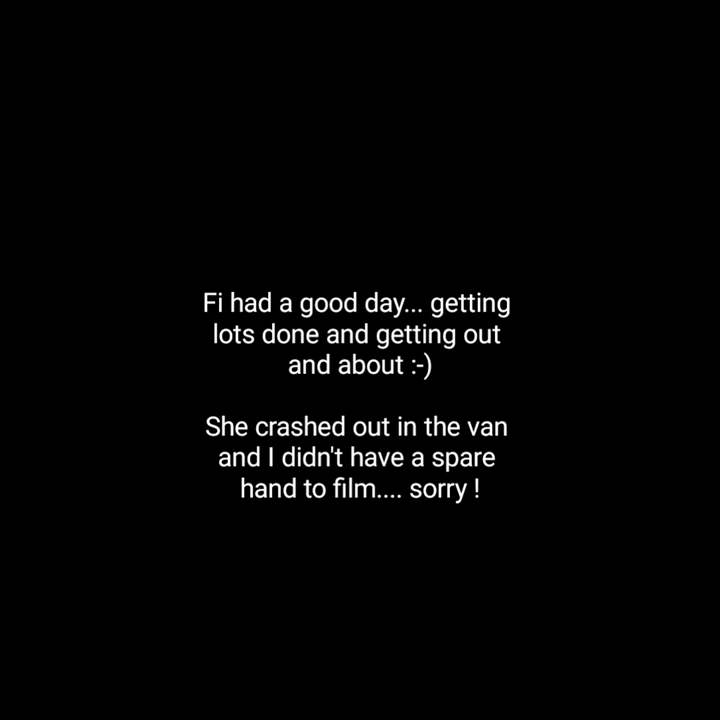 Fi had a good day... getting
lots done and getting out
and about :-)
She crashed out in the van
and I didn't have a spare
hand to film.... sorry !